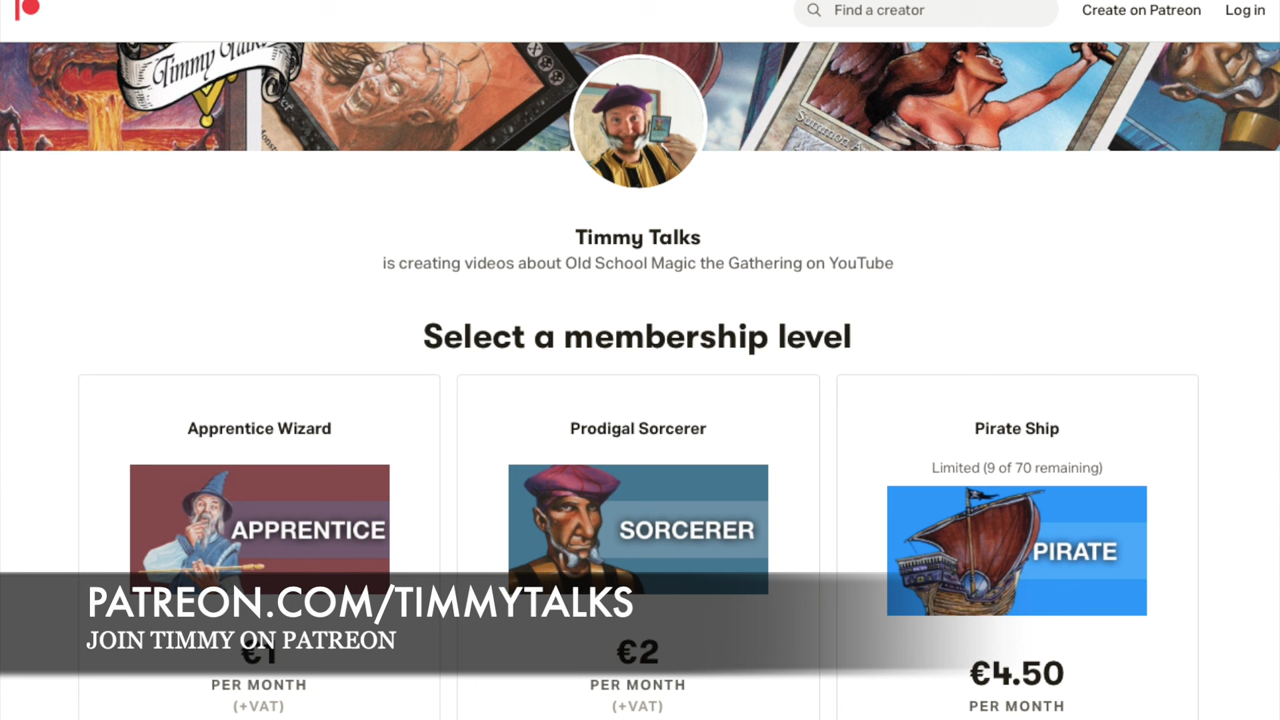 Find a creator
Create on Patreon
Log in
Timmy Talks
Summon A
Timmy Talks
is creating videos about Old School Magic the Gathering on YouTube
Select a membership level
Apprentice Wizard
Prodigal Sorcerer
Pirate Ship
Limited (9 of 70 remaining)
APPRENTICE
SORCERER
PIRATE
PATREON.COM/TIMMYTALKS
JOIN TIMMY ON PATREON
€1
€2
€4.50
PER MONTH
PER MONTH
PER MONTH
(+VAT)
(+VAT)